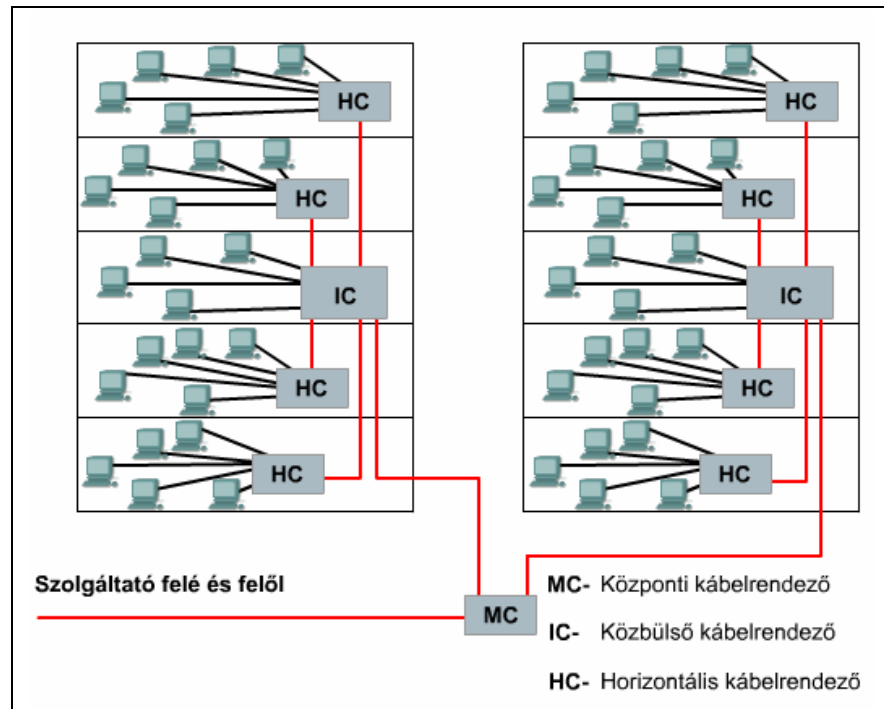 HC HC
HC HC
IC IC
HC HC
HC HC
Szolgáltató felé és felől
MC
MC- Központi kábelrendező
IC- Közbülső kábelrendező
HC- Horizontális kábelrendező